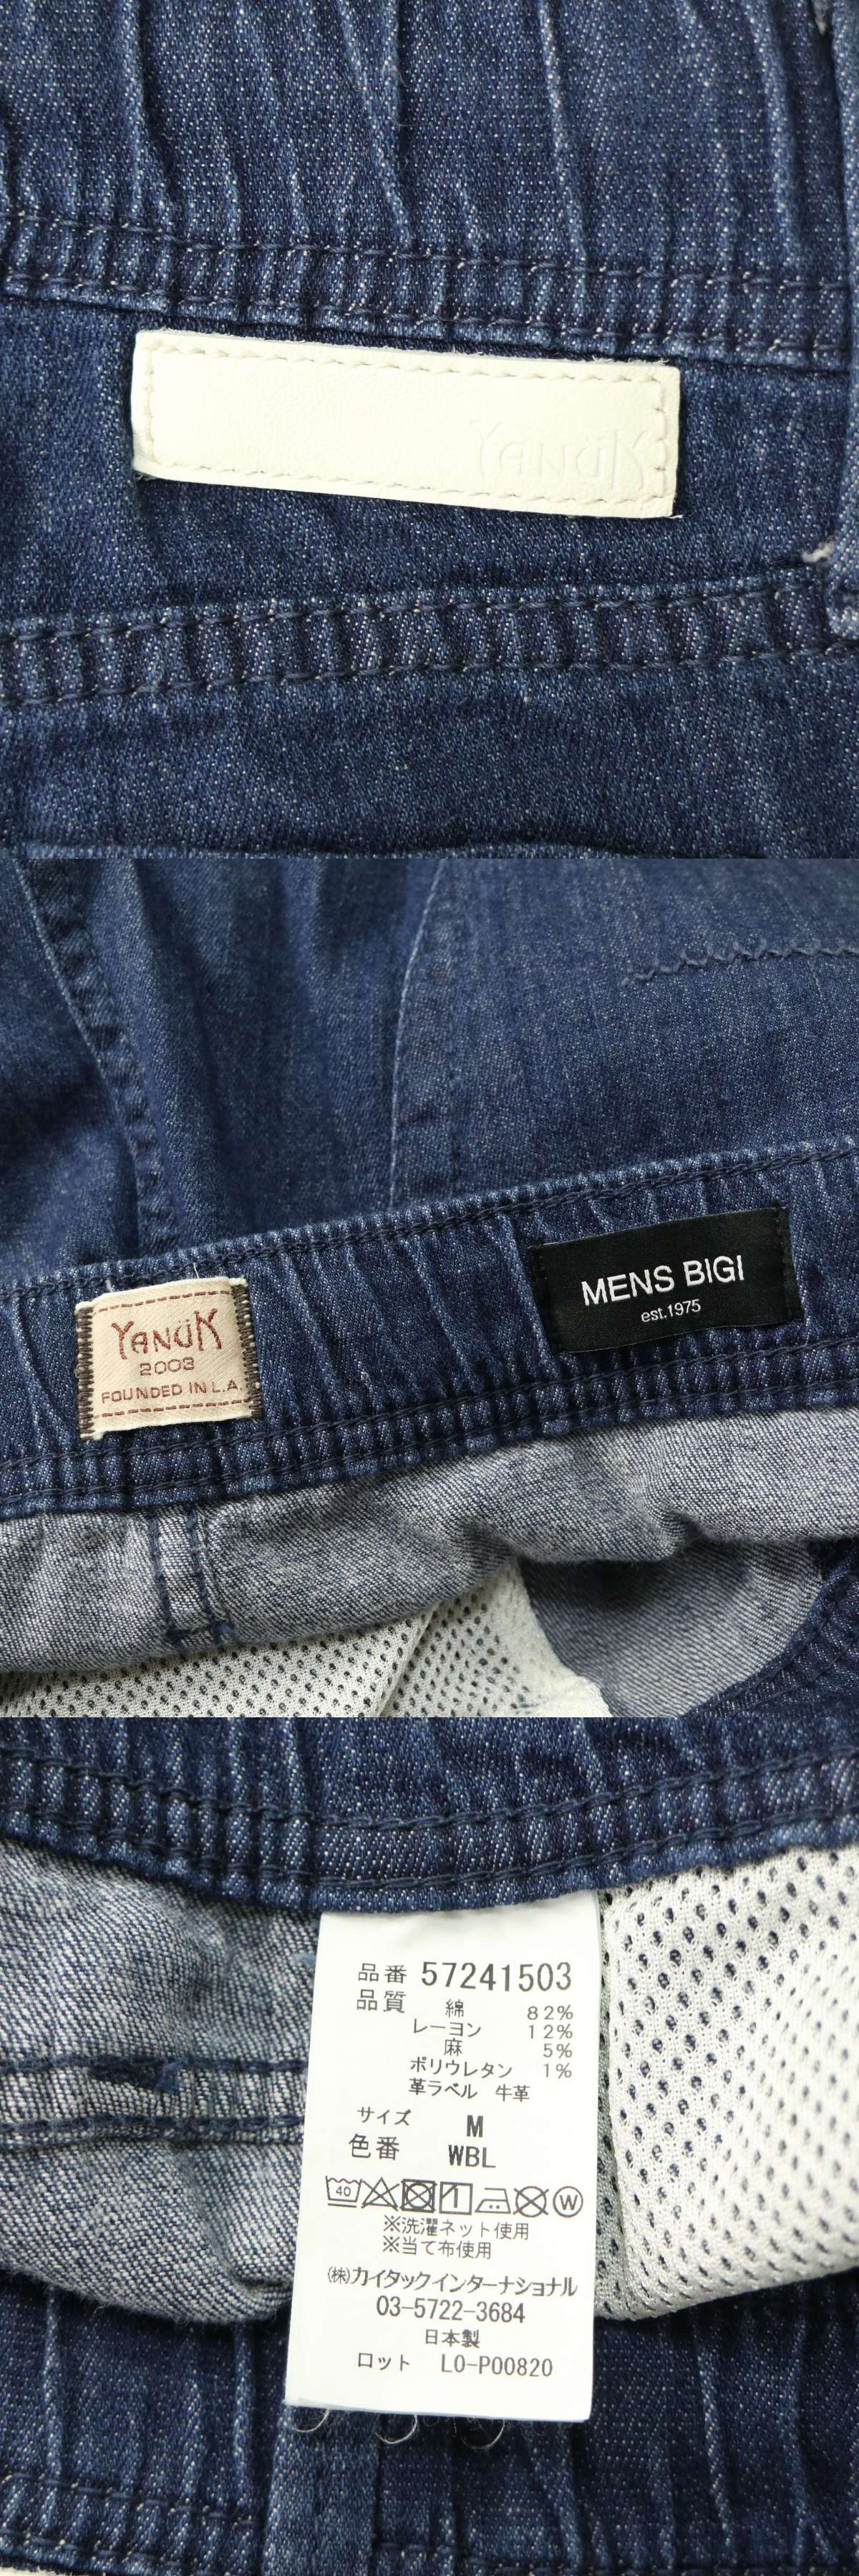 YANÜK
YANÜK
2003
FOUNDED IN L.A.
MENS BIGI
est.1975
品番 57241503
品質 綿 82%
レーヨン 12%
麻 5%
ポリウレタン 1%
革ラベル 牛革
サイズ M
色番 WBL
40
W
※洗濯ネット使用
※当て布使用
㈱カイタックインターナショナル
03-5722-3684
日本製
ロット LO-P00820